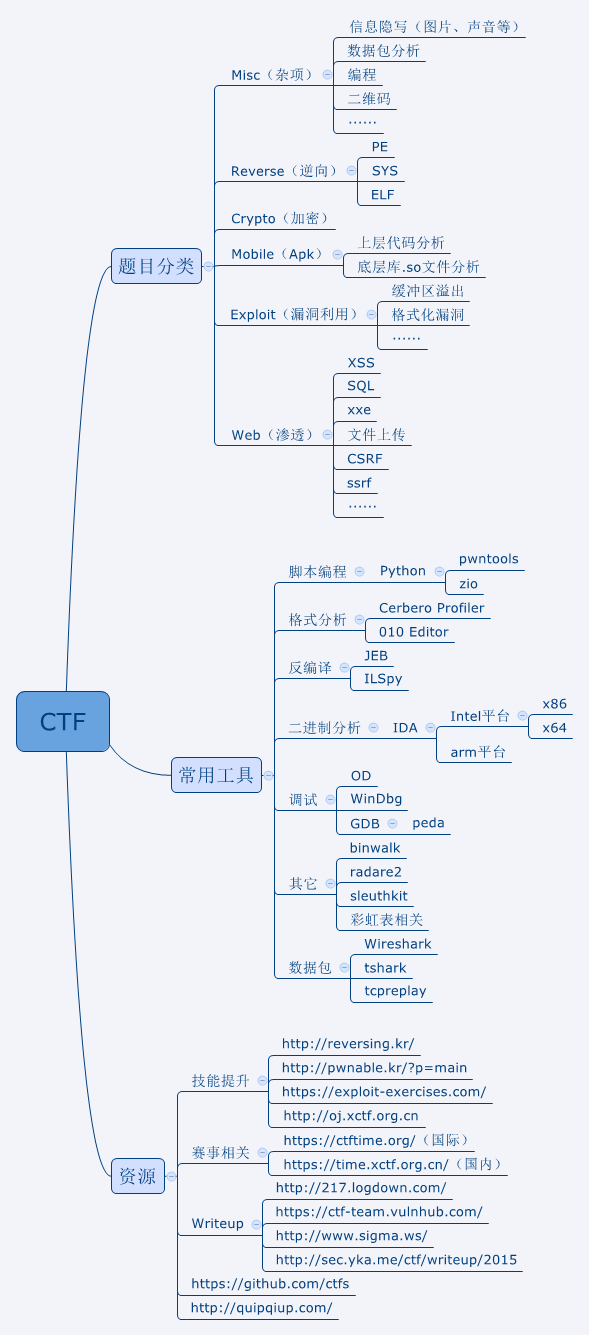 CTF
题目分类
Misc（杂项）
信息隐写（图片、声音等）
数据包分析
编程
二维码
……
Reverse（逆向）
PE
SYS
ELF
Crypto（加密）
Mobile（Apk）
上层代码分析
底层库.so文件分析
Exploit（漏洞利用）
缓冲区溢出
格式化漏洞
……
Web（渗透）
XSS
SQL
xxe
文件上传
CSRF
ssrf
……
常用工具
脚本编程
Python
pwntools
zio
格式分析
Cerbero Profiler
010 Editor
反编译
JEB
ILSpy
二进制分析
IDA
Intel平台
x86
x64
arm平台
调试
OD
WinDbg
GDB
peda
其它
binwalk
radare2
sleuthkit
彩虹表相关
数据包
Wireshark
tshark
tcpreplay
资源
技能提升
http://reversing.kr/
http://pwnable.kr/?p=main
https://exploit-exercises.com/
http://oj.xctf.org.cn
赛事相关
https://ctftime.org/（国际）
https://time.xctf.org.cn/（国内）
Writeup
http://217.logdown.com/
https://ctf-team.vulnhub.com/
http://www.sigma.ws/
http://sec.yka.me/ctf/writeup/2015
https://github.com/ctfs
http://quipqiup.com/